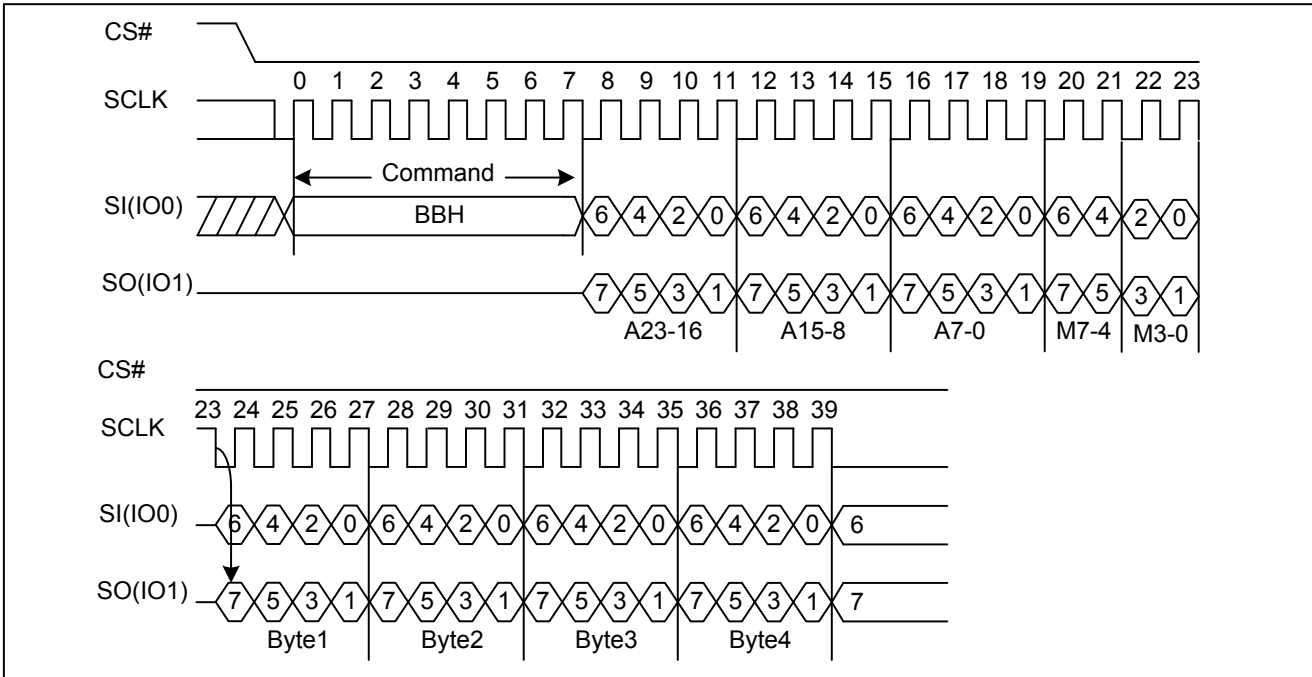 CS#
0 1 2 3 4 5 6 7 8 9 10 11 12 13 14 15 16 17 18 19 20 21 22 23
SCLK
Command
SI(IO0)
BBH 6 4 2 0 6 4 2 0 6 4 2 0 6 4 2 0
SO(IO1)
7 5 3 1 7 5 3 1 7 5 3 1 7 5 3 1
A23-16 A15-8 A7-0 M7-4 M3-0
CS#
23 24 25 26 27 28 29 30 31 32 33 34 35 36 37 38 39
SCLK
SI(IO0) 6 4 2 0 6 4 2 0 6 4 2 0 6 4 2 0 6
SO(IO1) 7 5 3 1 7 5 3 1 7 5 3 1 7 5 3 1 7
Byte1 Byte2 Byte3 Byte4